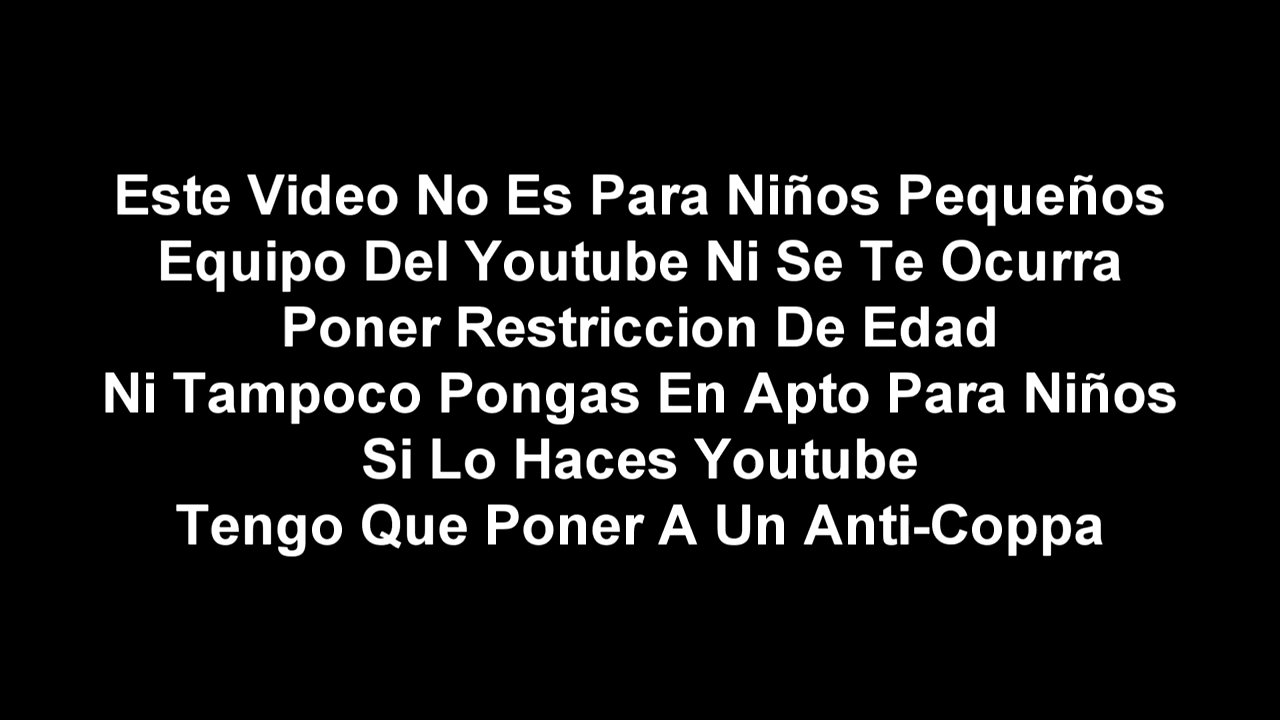 Este Video No Es Para Niños Pequeños
Equipo Del Youtube Ni Se Te Ocurra
Poner Restriccion De Edad
Ni Tampoco Pongas En Apto Para Niños
Si Lo Haces Youtube
Tengo Que Poner A Un Anti-Coppa